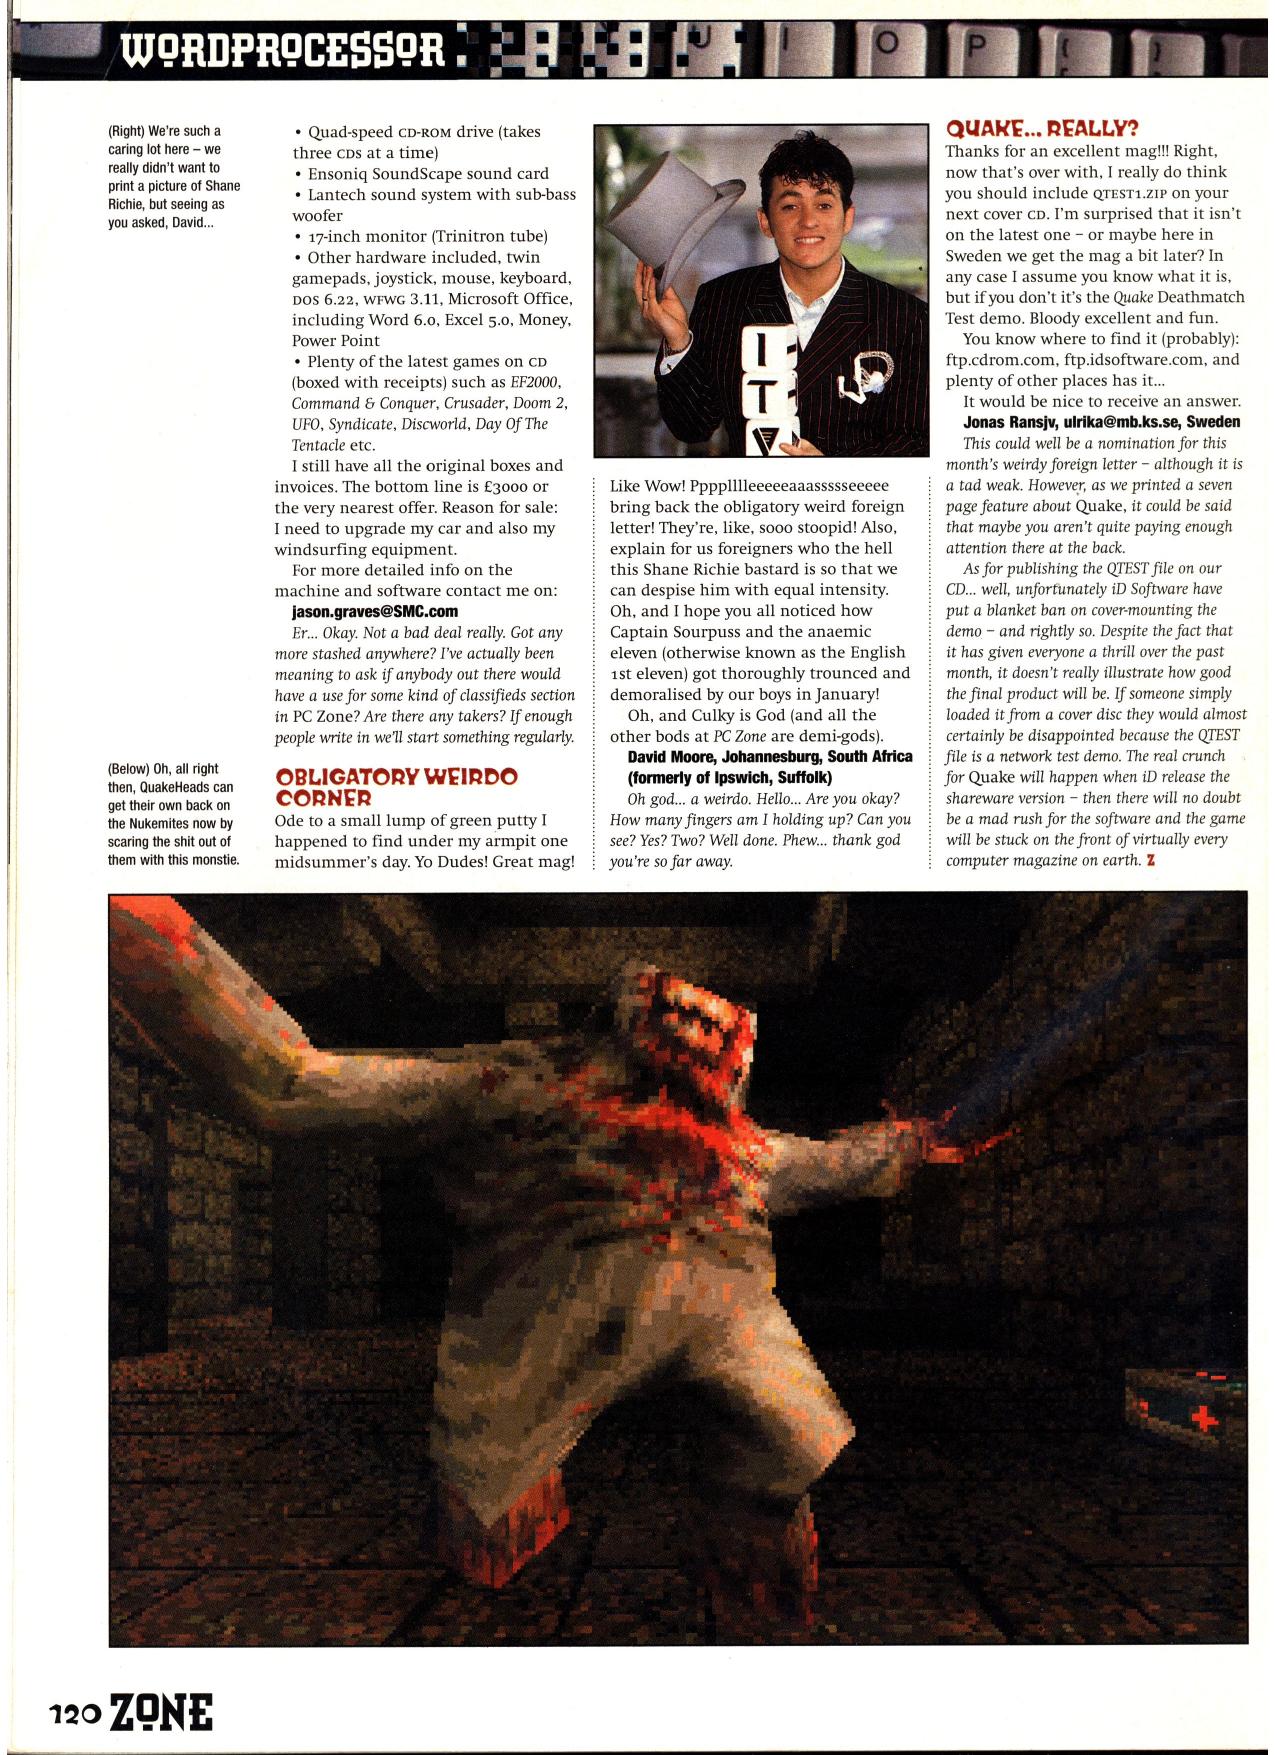 WORDPROCESSOR
U I O P { }
(Right) We're such a
caring lot here – we
really didn't want to
print a picture of Shane
Richie, but seeing as
you asked, David...
• Quad-speed CD-ROM drive (takes
three CDs at a time)
• Ensoniq SoundScape sound card
• Lantech sound system with sub-bass
woofer
• 17-inch monitor (Trinitron tube)
• Other hardware included, twin
gamepads, joystick, mouse, keyboard,
DOS 6.22, WFWG 3.11, Microsoft Office,
including Word 6.0, Excel 5.0, Money,
Power Point
• Plenty of the latest games on CD
(boxed with receipts) such as EF2000,
Command & Conquer, Crusader, Doom 2,
UFO, Syndicate, Discworld, Day Of The
Tentacle etc.
I still have all the original boxes and
invoices. The bottom line is £3000 or
the very nearest offer. Reason for sale:
I need to upgrade my car and also my
windsurfing equipment.
For more detailed info on the
machine and software contact me on:
jason.graves@SMC.com
Er... Okay. Not a bad deal really. Got any
more stashed anywhere? I've actually been
meaning to ask if anybody out there would
have a use for some kind of classifieds section
in PC Zone? Are there any takers? If enough
people write in we'll start something regularly.
(Below) Oh, all right
then, QuakeHeads can
get their own back on
the Nukemites now by
scaring the shit out of
them with this monstie.
OBLIGATORY WEIRDO
CORNER
Ode to a small lump of green putty I
happened to find under my armpit one
midsummer's day. Yo Dudes! Great mag!
ITV
Like Wow! Pppplllleeeeeaaassssseeeee
bring back the obligatory weird foreign
letter! They're, like, sooo stoopid! Also,
explain for us foreigners who the hell
this Shane Richie bastard is so that we
can despise him with equal intensity.
Oh, and I hope you all noticed how
Captain Sourpuss and the anaemic
eleven (otherwise known as the English
1st eleven) got thoroughly trounced and
demoralised by our boys in January!
Oh, and Culky is God (and all the
other bods at PC Zone are demi-gods).
David Moore, Johannesburg, South Africa
(formerly of Ipswich, Suffolk)
Oh god... a weirdo. Hello... Are you okay?
How many fingers am I holding up? Can you
see? Yes? Two? Well done. Phew... thank god
you're so far away.
QUAKE... REALLY?
Thanks for an excellent mag!!! Right,
now that's over with, I really do think
you should include QTEST1.ZIP on your
next cover CD. I'm surprised that it isn't
on the latest one – or maybe here in
Sweden we get the mag a bit later? In
any case I assume you know what it is,
but if you don't it's the Quake Deathmatch
Test demo. Bloody excellent and fun.
You know where to find it (probably):
ftp.cdrom.com, ftp.idsoftware.com, and
plenty of other places has it...
It would be nice to receive an answer.
Jonas Ransjv, ulrika@mb.ks.se, Sweden
This could well be a nomination for this
month's weirdy foreign letter – although it is
a tad weak. However, as we printed a seven
page feature about Quake, it could be said
that maybe you aren't quite paying enough
attention there at the back.
As for publishing the QTEST file on our
CD... well, unfortunately iD Software have
put a blanket ban on cover-mounting the
demo – and rightly so. Despite the fact that
it has given everyone a thrill over the past
month, it doesn't really illustrate how good
the final product will be. If someone simply
loaded it from a cover disc they would almost
certainly be disappointed because the QTEST
file is a network test demo. The real crunch
for Quake will happen when iD release the
shareware version – then there will no doubt
be a mad rush for the software and the game
will be stuck on the front of virtually every
computer magazine on earth. Z
120 ZONE